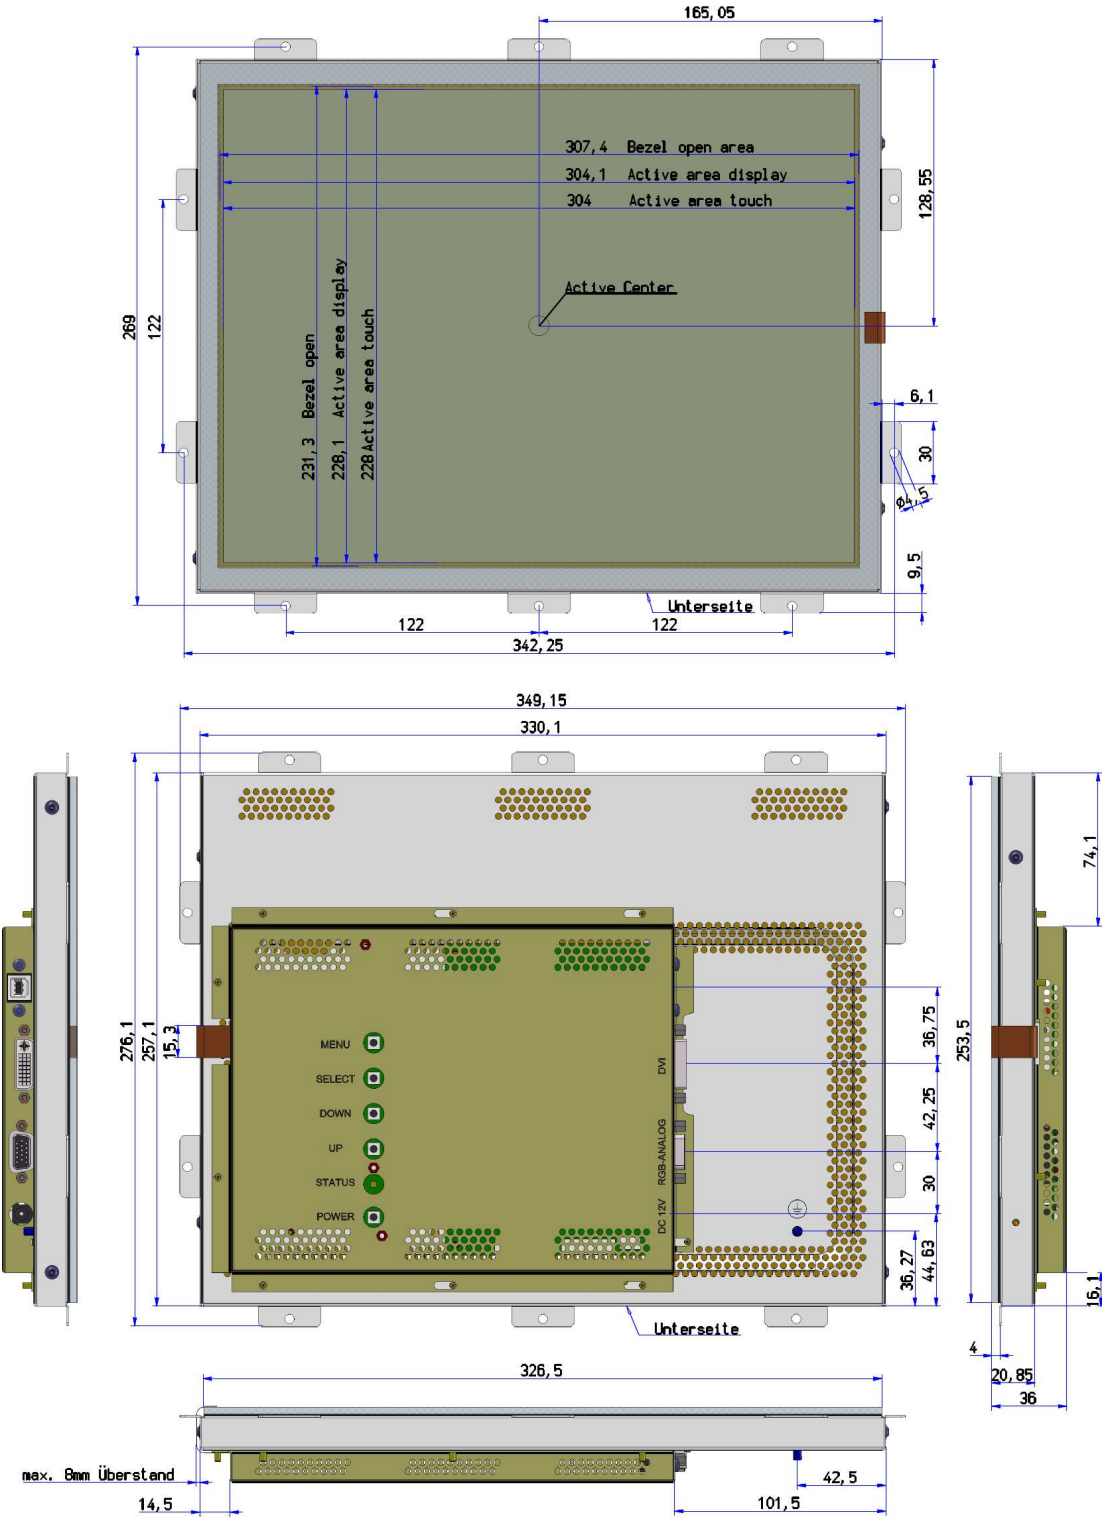 165,05
307,4 Bezel open area
304,1 Active area display
304 Active area touch
128,55
Active Center
269
122
231,3 Bezel open
228,1 Active area display
228 Active area touch
6,1
30
ø4,5
9,5
Unterseite
122
122
342,25
349,15
330,1
74,1
276,1
257,1
15,3
MENU
SELECT
DOWN
UP
STATUS
POWER
DVI
RGB-ANALOG
DC 12V
36,75
42,25
30
36,27
44,63
253,5
16,1
Unterseite
4
20,85
36
326,5
max. 8mm Überstand
14,5
42,5
101,5